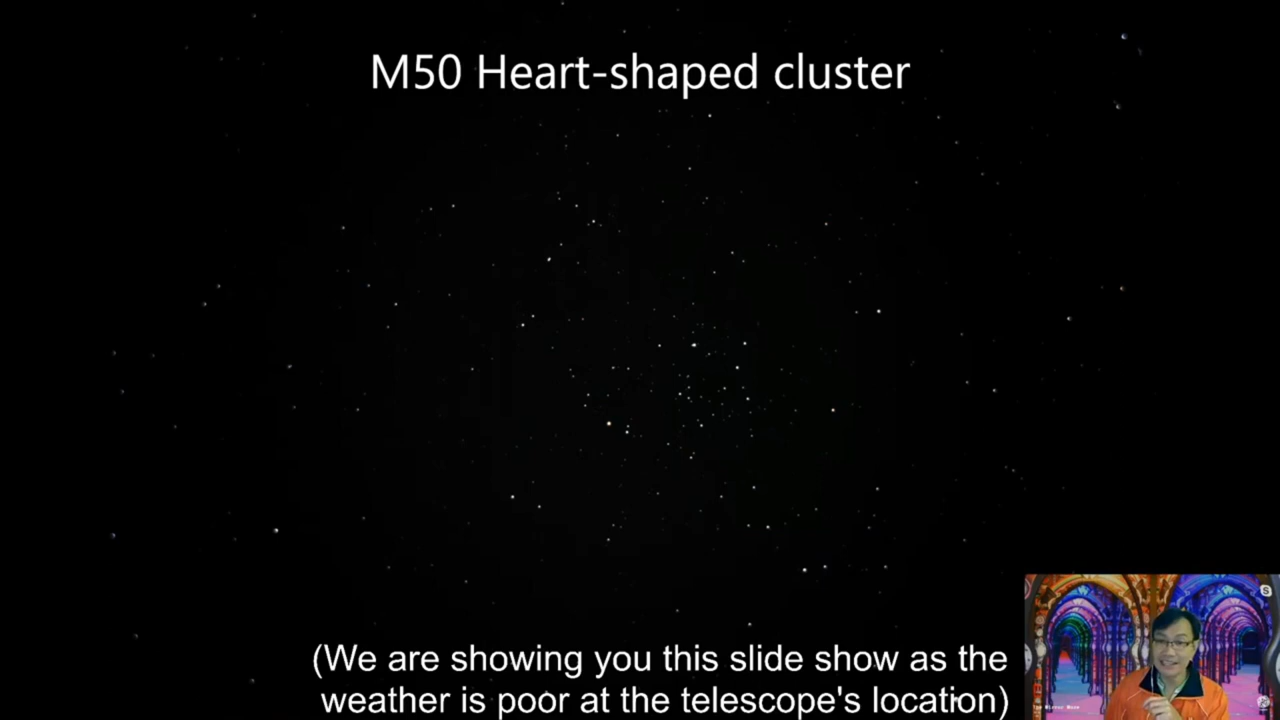 M50 Heart-shaped cluster
(We are showing you this slide show as the
weather is poor at the telescope's location)
S